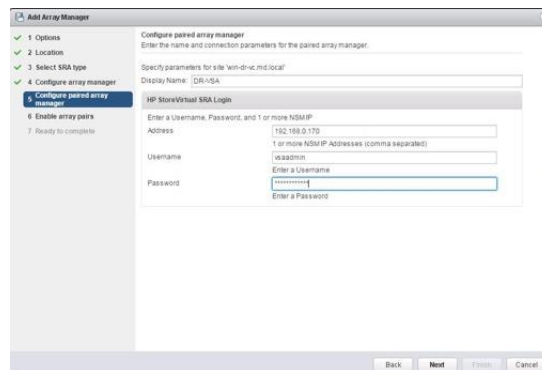 Add Array Manager
1 Options
2 Location
3 Select SRA type
4 Configure array manager
5 Configure paired array manager
6 Enable array pairs
7 Ready to complete
Configure paired array manager
Enter the name and connection parameters for the paired array manager.
Specify parameters for site 'win-dr-vc.md.local'
Display Name: DR-VSA
HP StoreVirtual SRA Login
Enter a Username, Password, and 1 or more NSM IP
Address 192.168.0.170
1 or more NSM IP Addresses (comma separated)
Username vsaadmin
Enter a Username
Password ************
Enter a Password
Back Next Finish Cancel